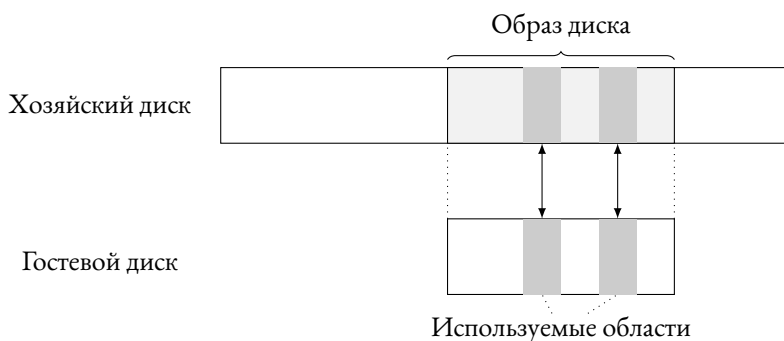 Образ диска
Хозяйский диск
Гостевой диск
Используемые области